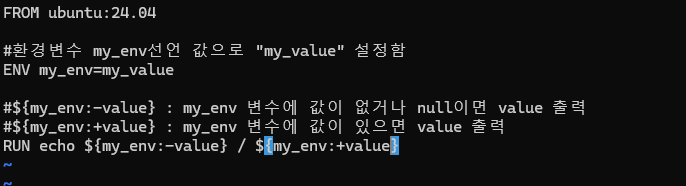 FROM ubuntu:24.04
#환경변수 my_env선언 값으로 "my_value" 설정함
ENV my_env=my_value
#${my_env:-value} : my_env 변수에 값이 없거나 null이면 value 출력
#${my_env:+value} : my_env 변수에 값이 있으면 value 출력
RUN echo ${my_env:-value} / ${my_env:+value}
~
~